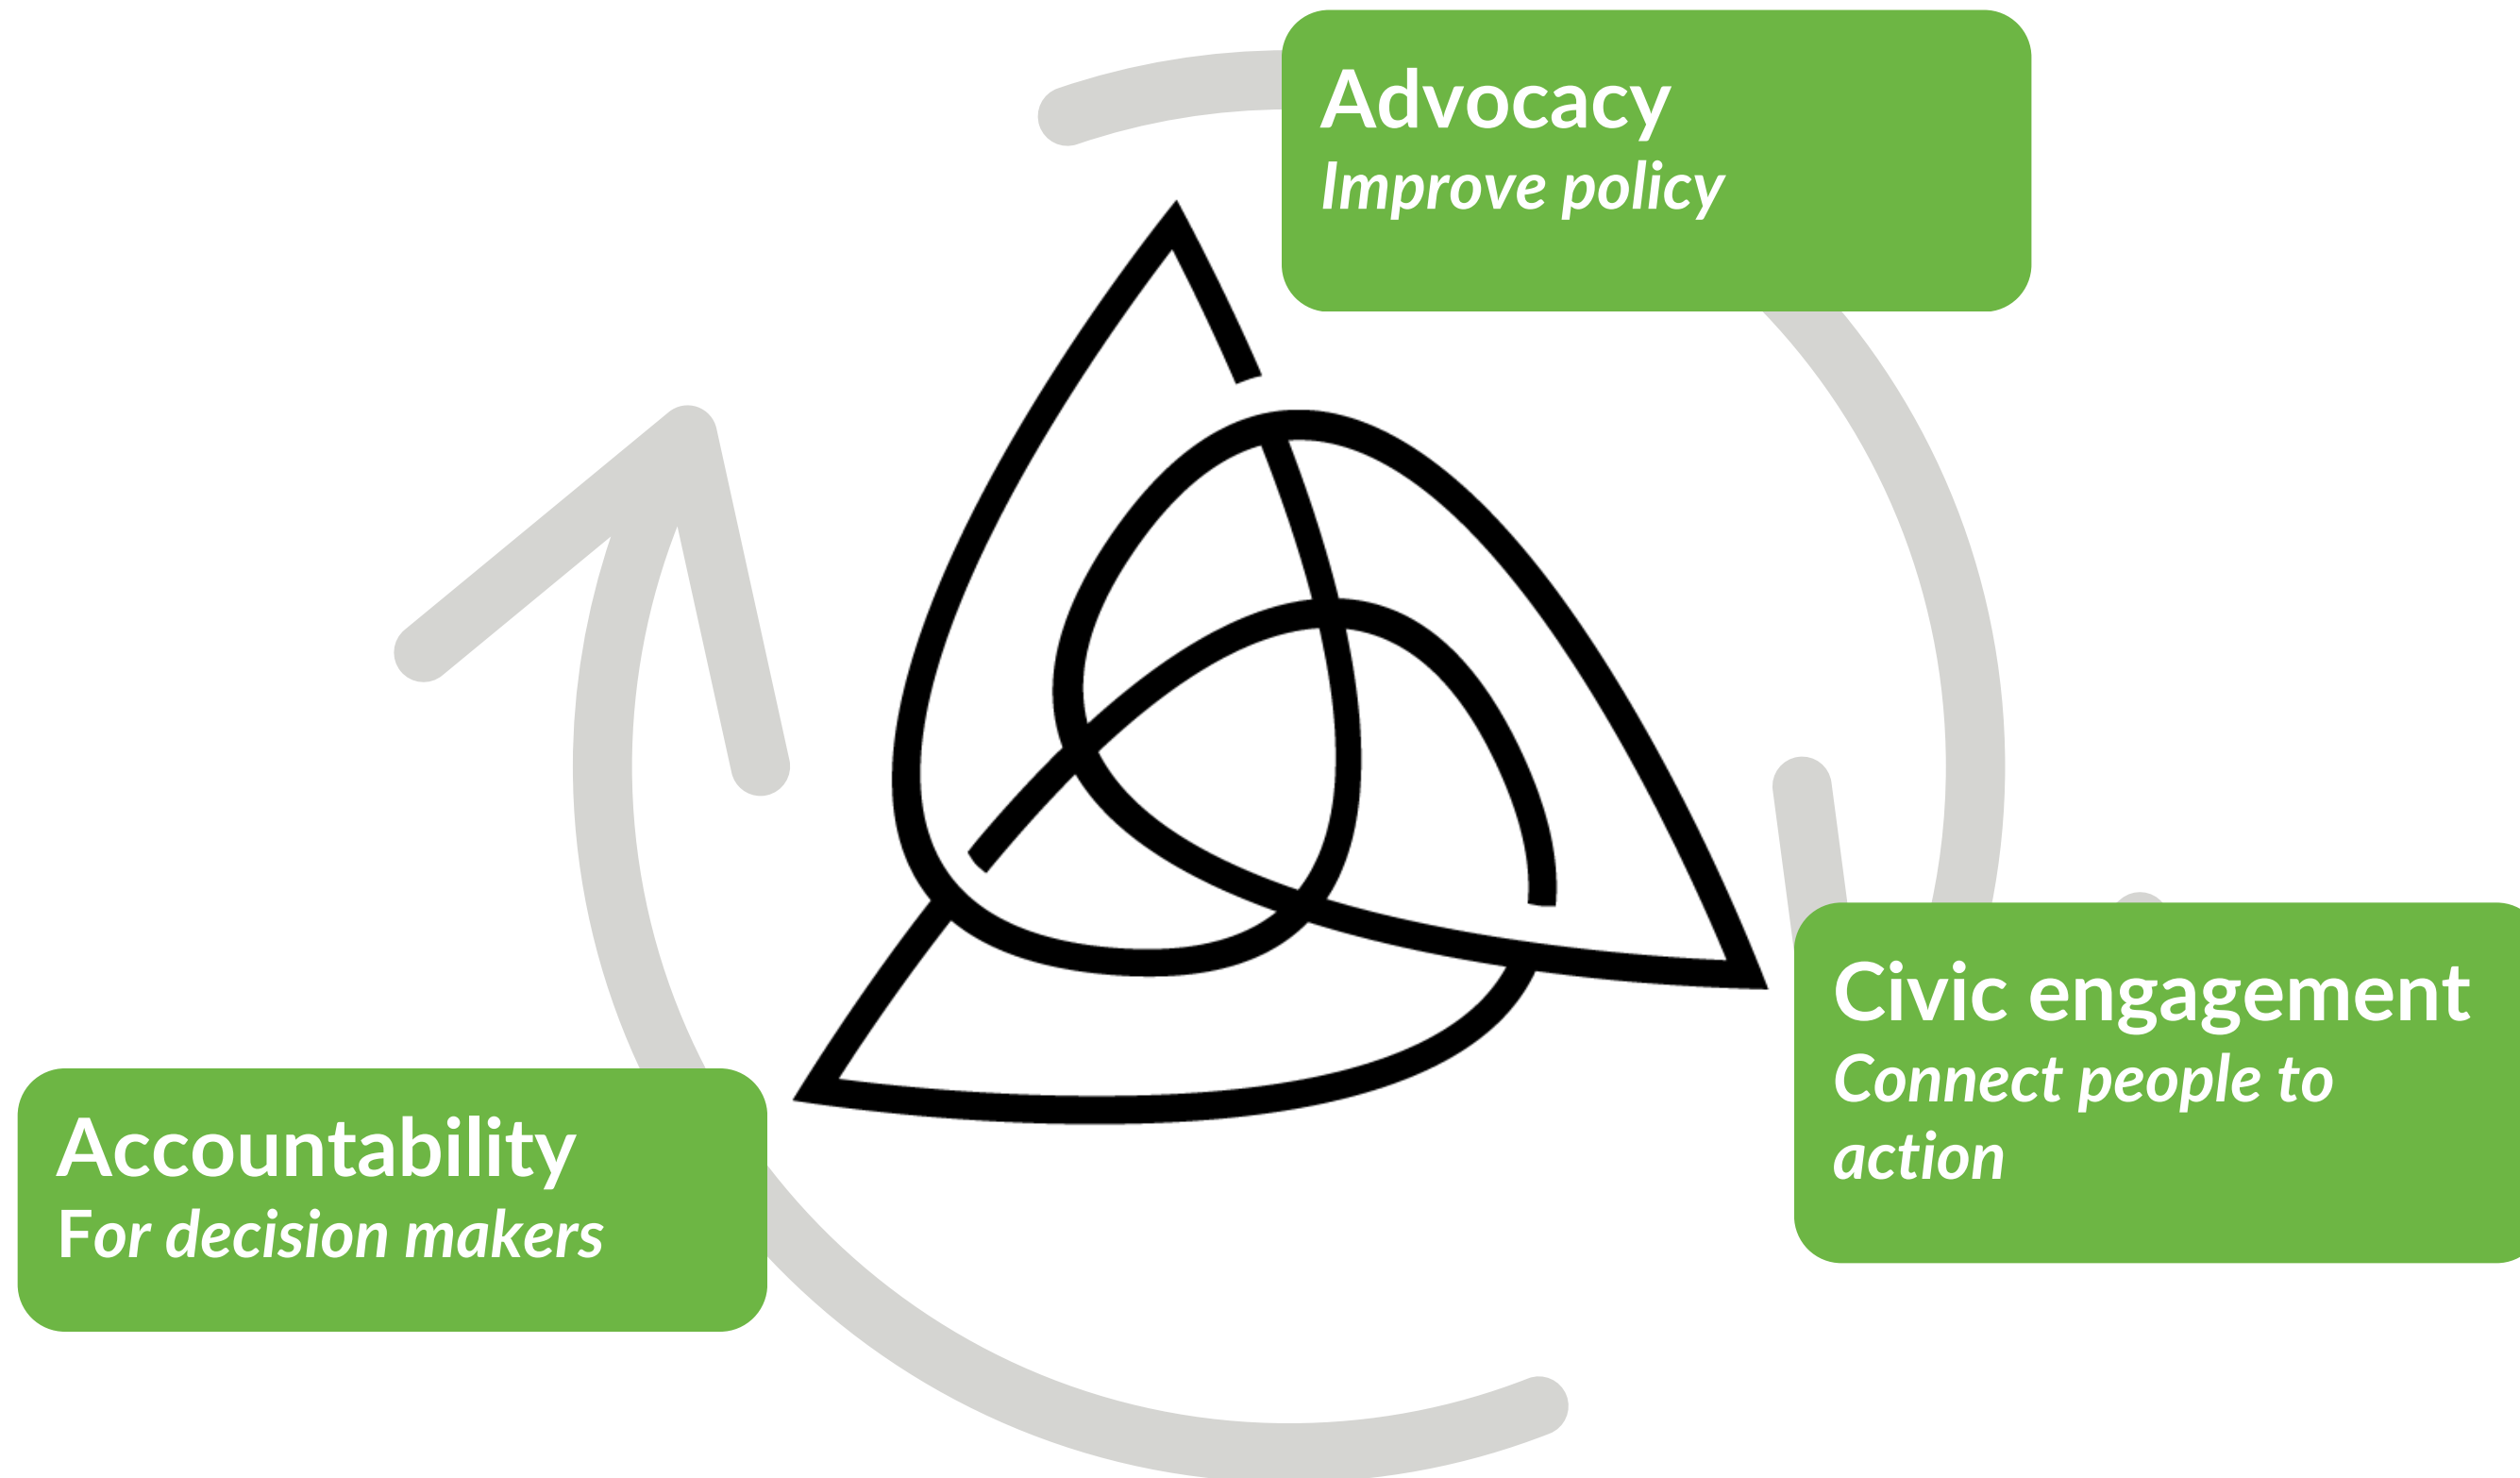 Advocacy
Improve policy
Civic engagement
Connect people to
action
Accountability
For decision makers